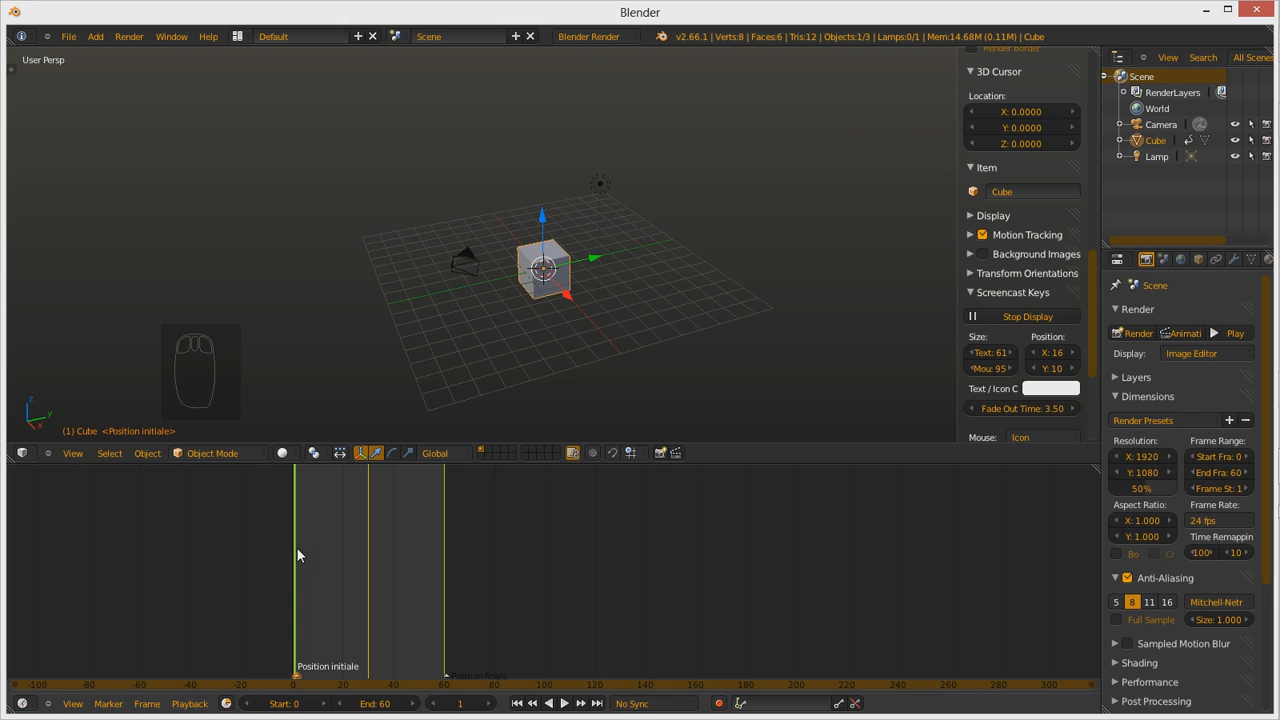 Blender
File Add Render Window Help Default Scene Blender Render v2.66.1 | Verts:8 | Faces:6 | Tris:12 | Objects:1/3 | Lamps:0/1 | Mem:14.68M (0.11M) | Cube
User Persp
Render Border
3D Cursor
Location:
X: 0.0000
Y: 0.0000
Z: 0.0000
Item
Cube
Display
Motion Tracking
Background Images
Transform Orientations
Screencast Keys
Stop Display
Size: Position:
Text: 61 X: 16
Mou: 95 Y: 10
Text / Icon C
Fade Out Time: 3.50
Mouse: Icon
View Search All Scenes
Scene
RenderLayers
World
Camera
Cube
Lamp
Scene
Render
Render Animati Play
Display: Image Editor
Layers
Dimensions
Render Presets
Resolution: Frame Range:
X: 1920 Start Fra: 0
Y: 1080 End Fra: 60
50% Frame St: 1
Aspect Ratio: Frame Rate:
X: 1.000 24 fps
Y: 1.000 Time Remappin
Bo Cr 100 10
Anti-Aliasing
5 8 11 16 Mitchell-Netr
Full Sample Size: 1.000
Sampled Motion Blur
Shading
Performance
Post Processing
z
y
x
(1) Cube <Position initiale>
View Select Object Object Mode Global
Position initiale
Position finale
-100 -80 -60 -40 -20 0 20 40 60 80 100 120 140 160 180 200 220 240 260 280 300
View Marker Frame Playback Start: 0 End: 60 1 No Sync